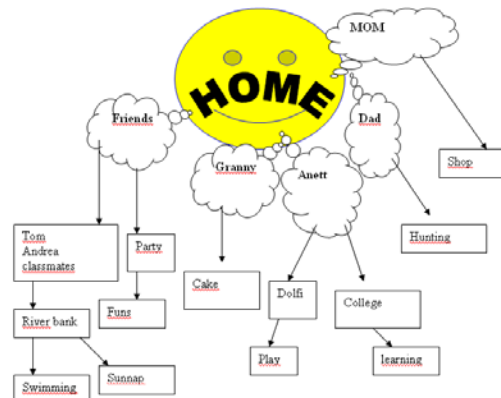 MOM
HOME
Friends
Dad
Granny
Anett
Shop
Tom
Andrea
classmates
Party
Hunting
Cake
Dolfi
College
River bank
Funs
Play
learning
Swimming
Sunnap